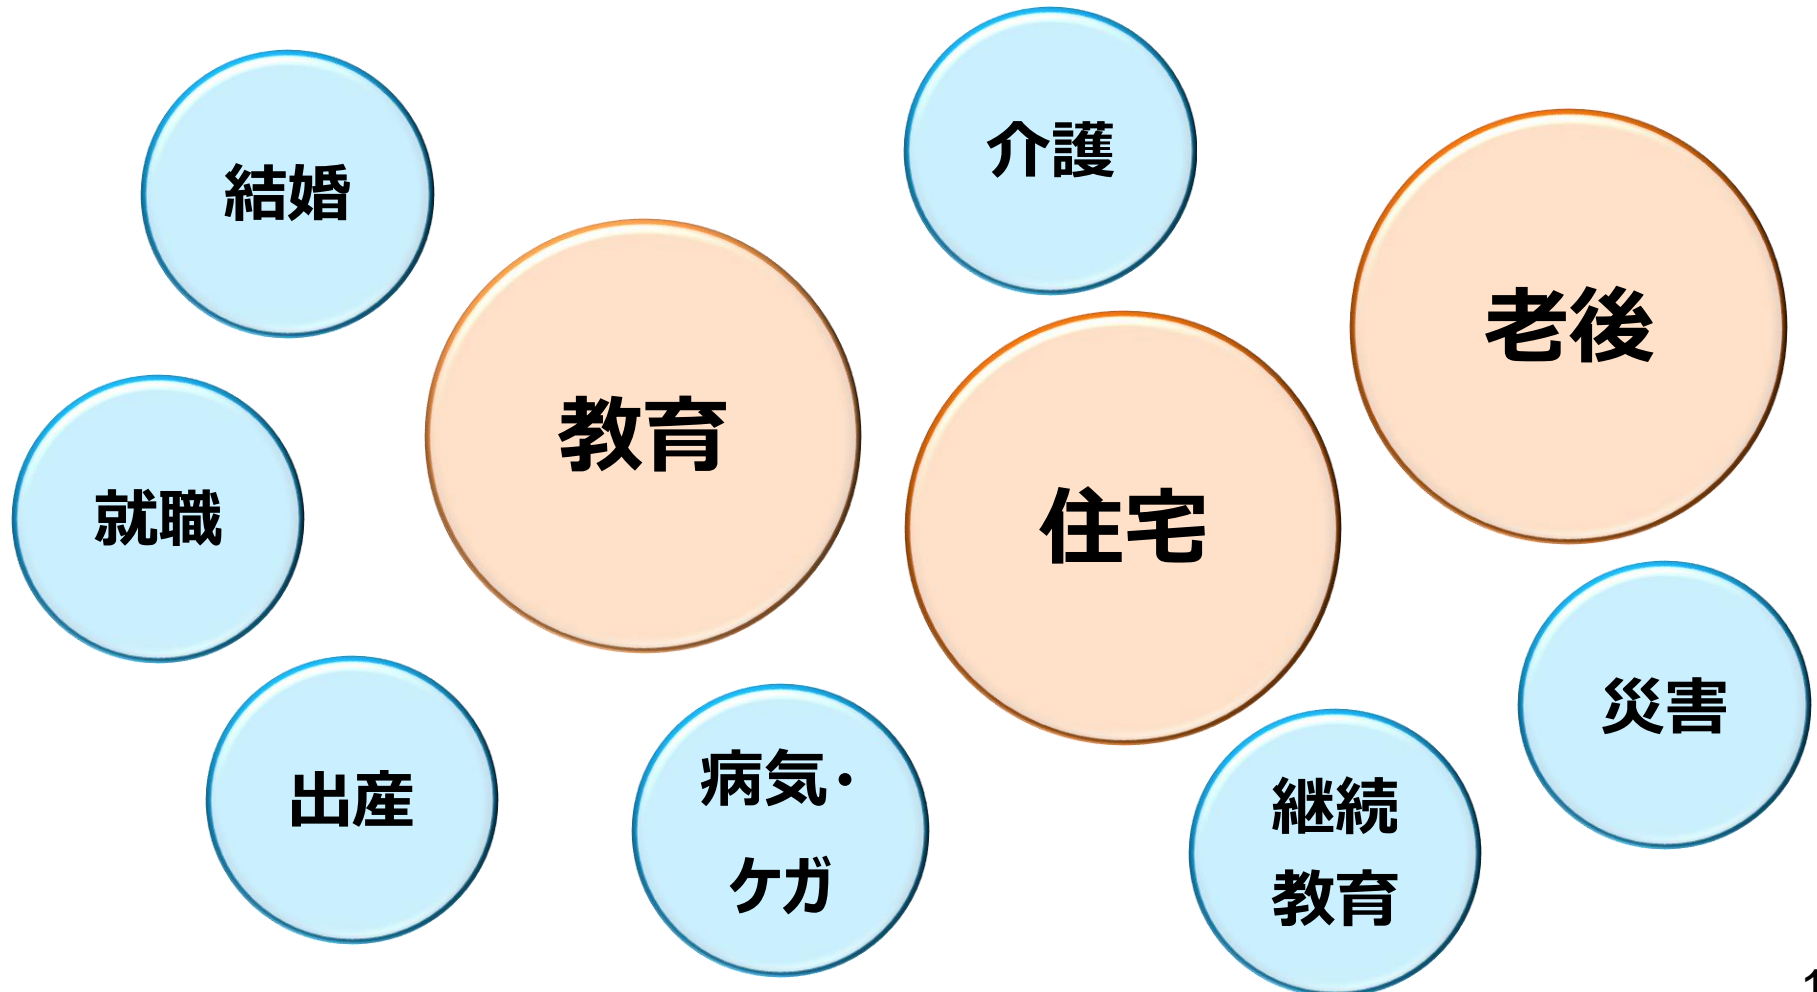 結婚
介護
老後
教育
住宅
就職
災害
出産
病気・
ケガ
継続
教育
1